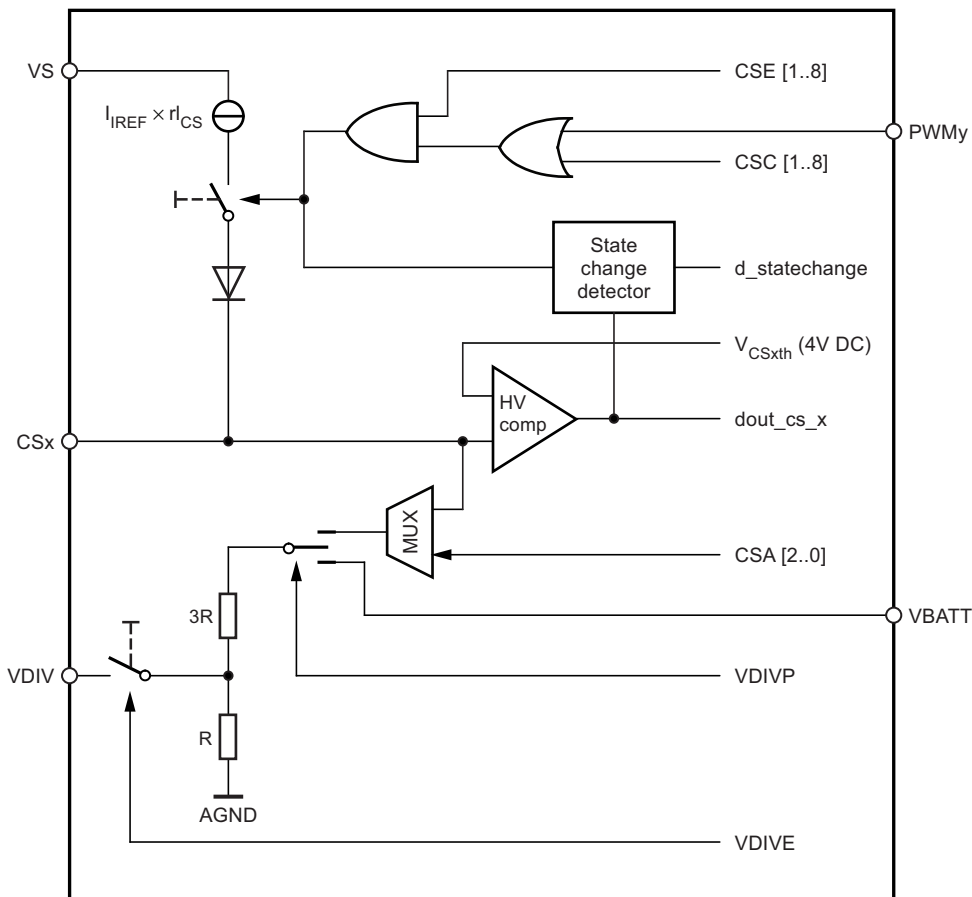 VS
CSE [1..8]
I_IREF × rI_CS
PWMy
CSC [1..8]
State
change
detector
d_statechange
V_CSxth (4V DC)
HV
comp
dout_cs_x
CSx
MUX
CSA [2..0]
3R
VBATT
VDIV
VDIVP
R
AGND
VDIVE